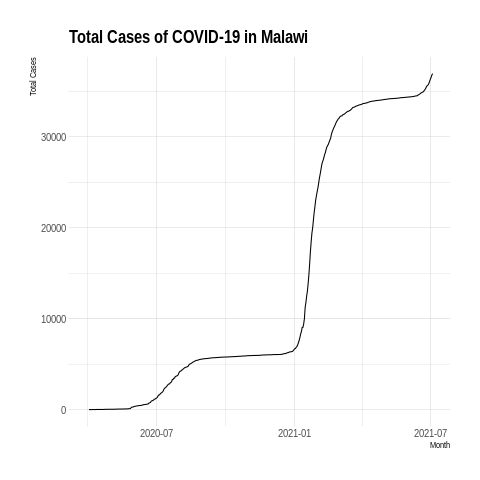 Total Cases of COVID-19 in Malawi
Total Cases
30000
20000
10000
0
2020-07
2021-01
2021-07
Month